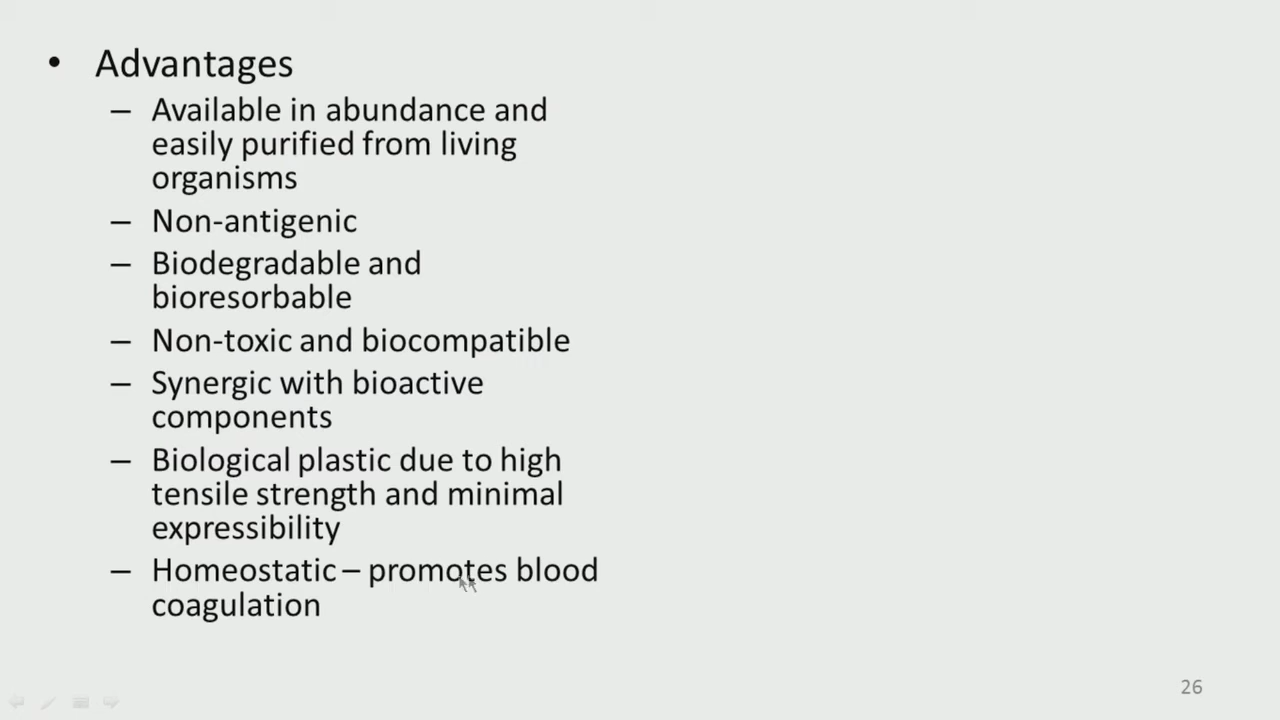 • Advantages
– Available in abundance and
easily purified from living
organisms
– Non-antigenic
– Biodegradable and
bioresorbable
– Non-toxic and biocompatible
– Synergic with bioactive
components
– Biological plastic due to high
tensile strength and minimal
expressibility
– Homeostatic – promotes blood
coagulation
26